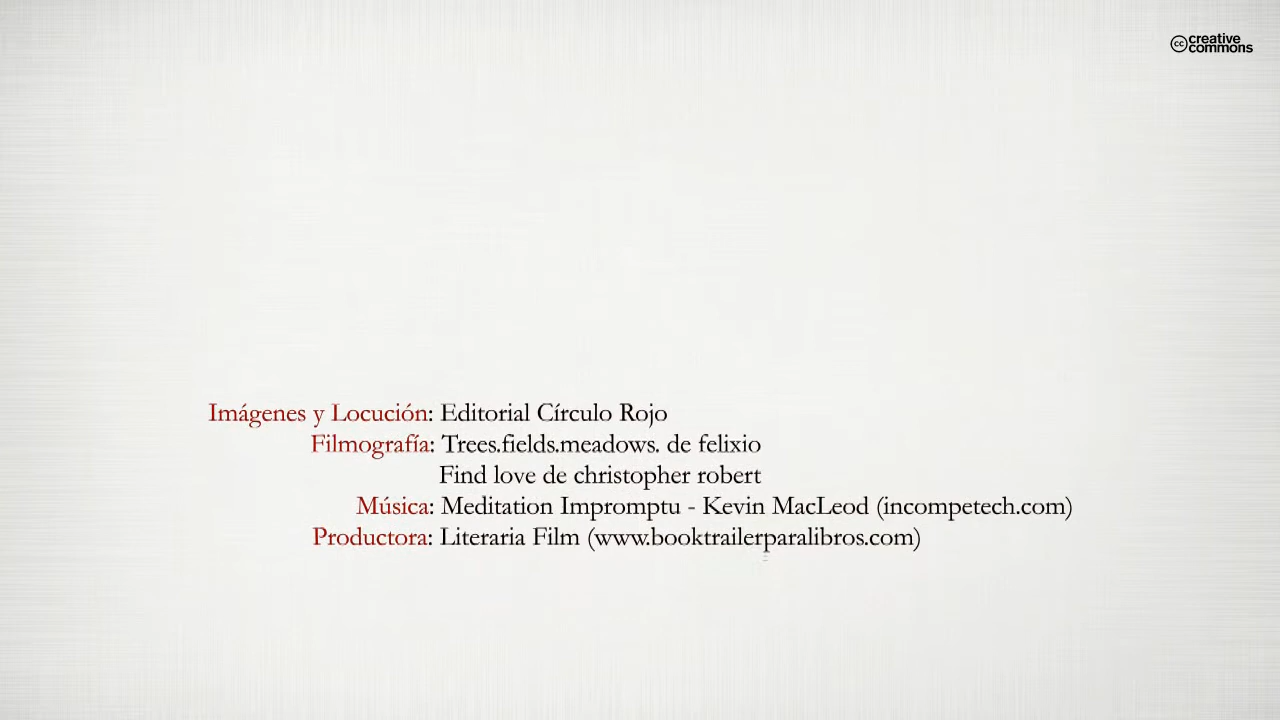 cc creative
commons
Imágenes y Locución: Editorial Círculo Rojo
Filmografía: Trees.fields.meadows. de felixio
Find love de christopher robert
Música: Meditation Impromptu - Kevin MacLeod (incompetech.com)
Productora: Literaria Film (www.booktrailerparalibros.com)